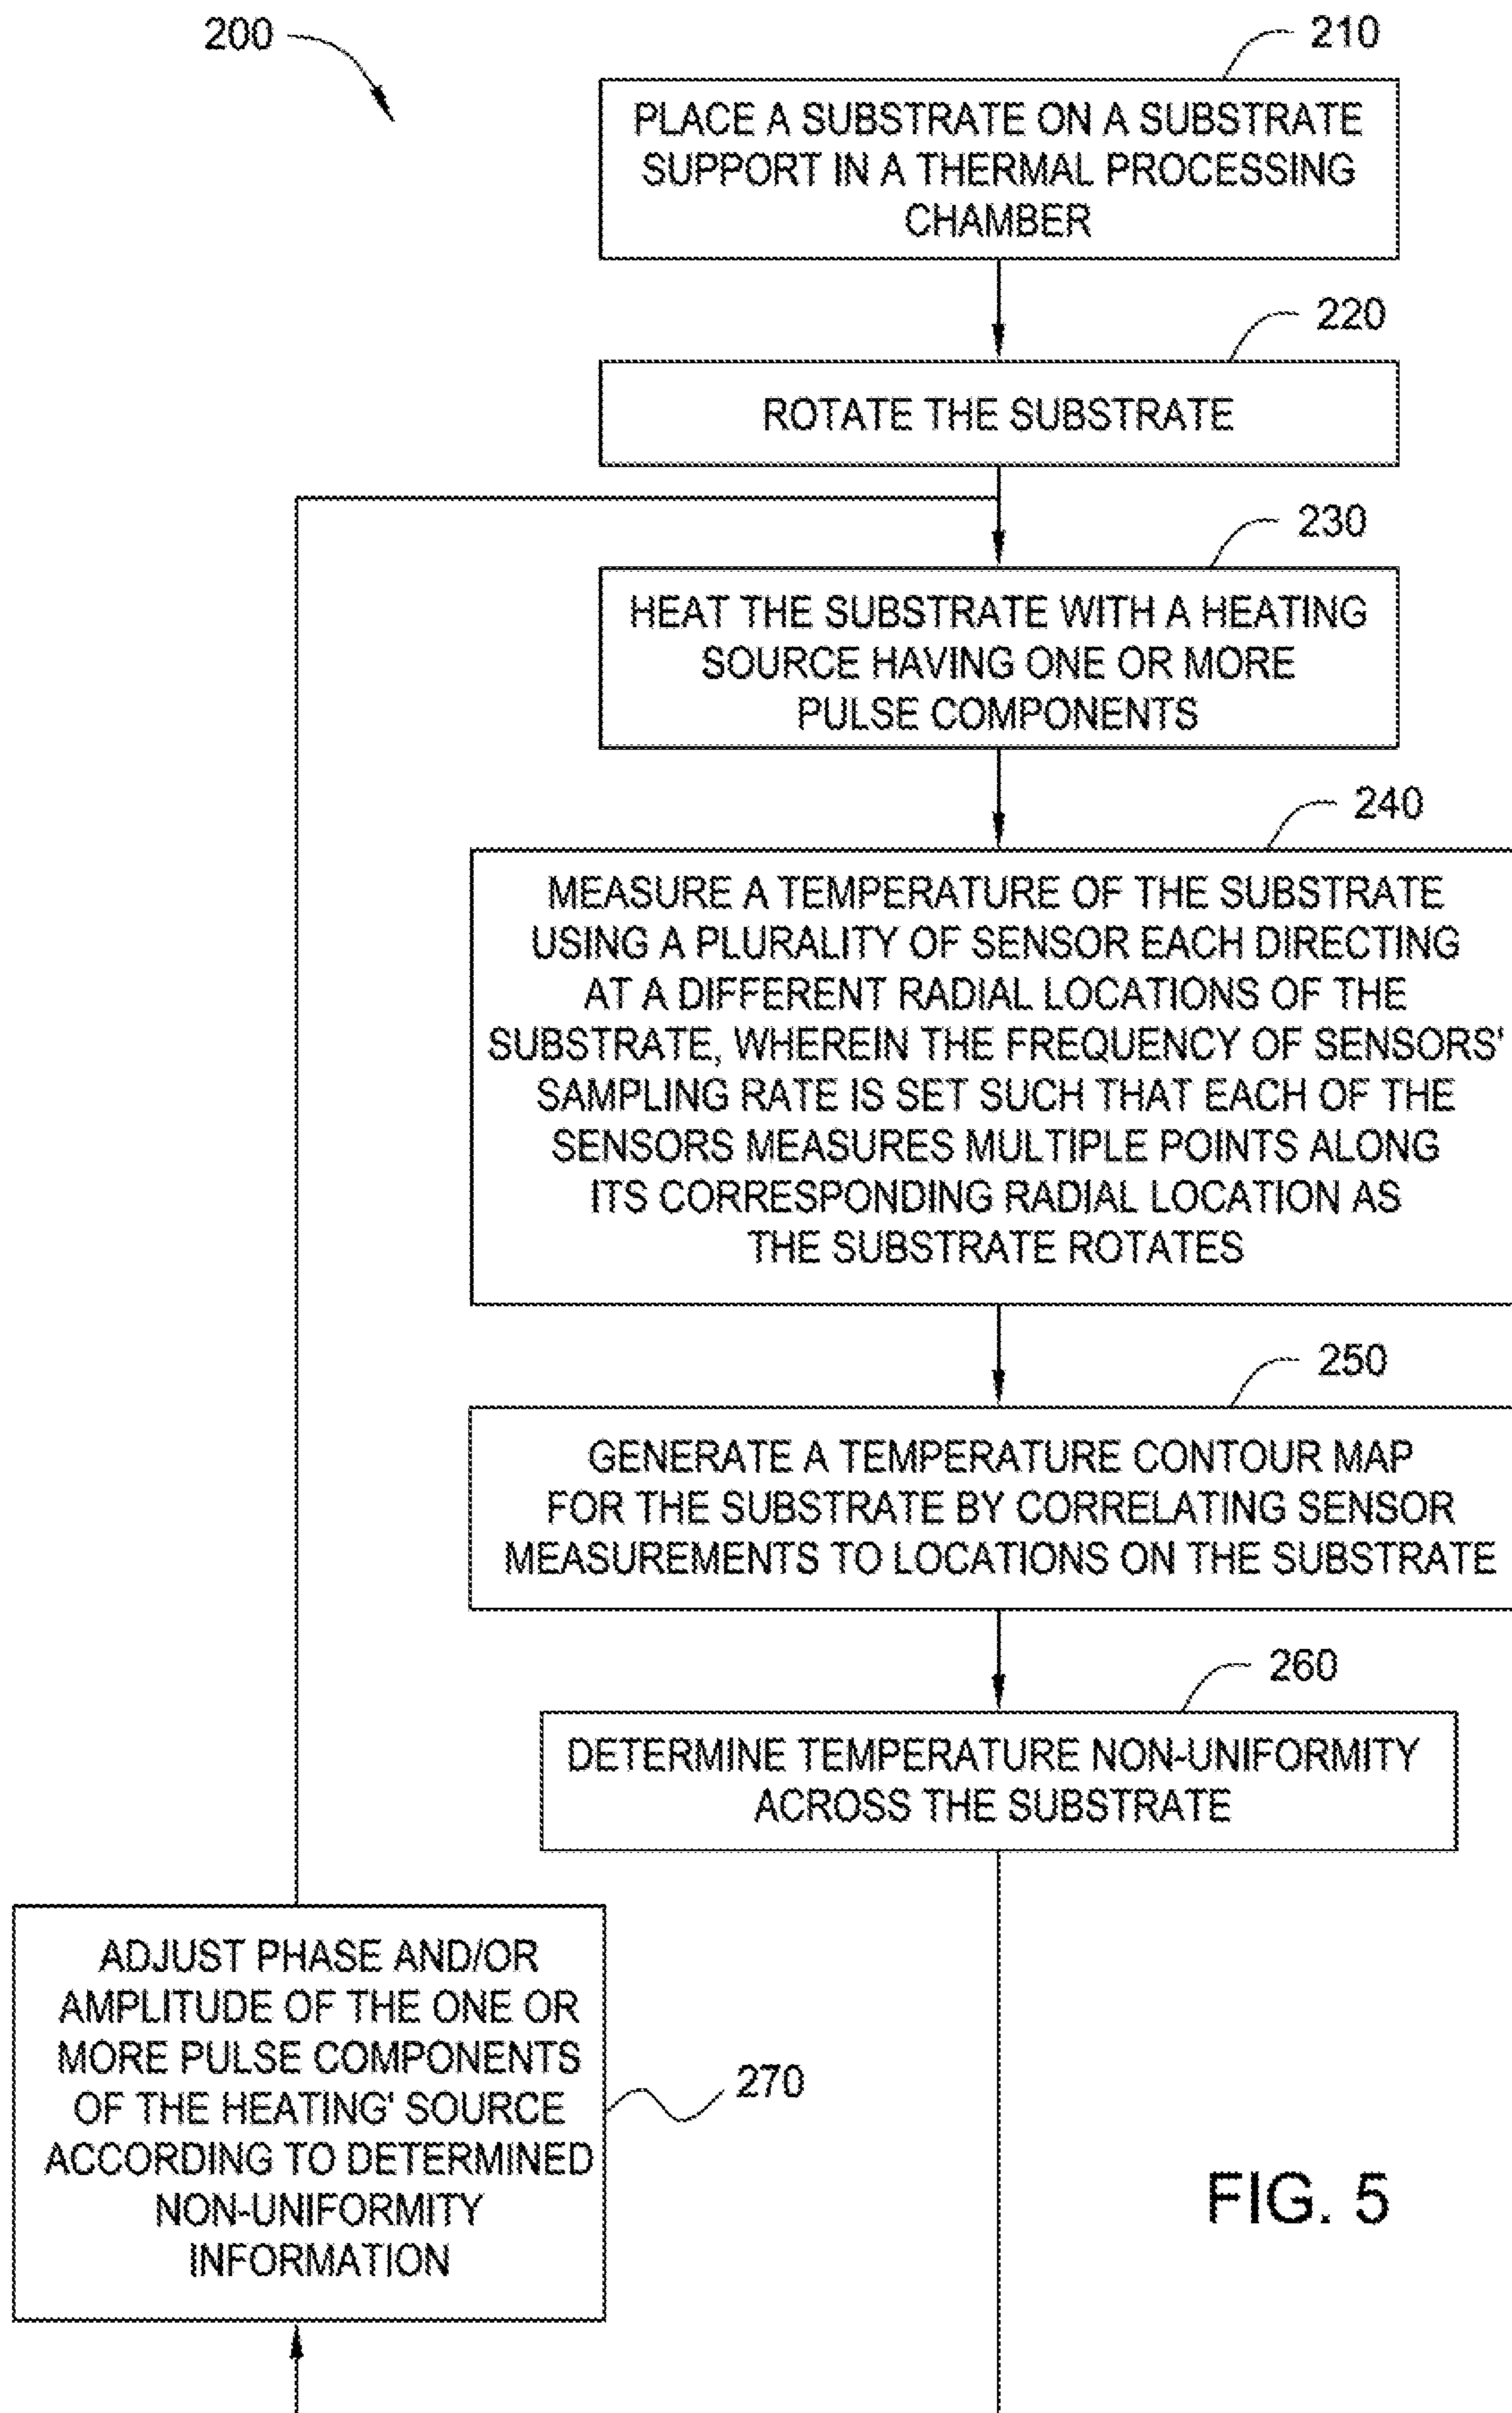 200
210
PLACE A SUBSTRATE ON A SUBSTRATE
SUPPORT IN A THERMAL PROCESSING
CHAMBER
220
ROTATE THE SUBSTRATE
230
HEAT THE SUBSTRATE WITH A HEATING
SOURCE HAVING ONE OR MORE
PULSE COMPONENTS
240
MEASURE A TEMPERATURE OF THE SUBSTRATE
USING A PLURALITY OF SENSOR EACH DIRECTING
AT A DIFFERENT RADIAL LOCATIONS OF THE
SUBSTRATE, WHEREIN THE FREQUENCY OF SENSORS'
SAMPLING RATE IS SET SUCH THAT EACH OF THE
SENSORS MEASURES MULTIPLE POINTS ALONG
ITS CORRESPONDING RADIAL LOCATION AS
THE SUBSTRATE ROTATES
250
GENERATE A TEMPERATURE CONTOUR MAP
FOR THE SUBSTRATE BY CORRELATING SENSOR
MEASUREMENTS TO LOCATIONS ON THE SUBSTRATE
260
DETERMINE TEMPERATURE NON-UNIFORMITY
ACROSS THE SUBSTRATE
ADJUST PHASE AND/OR
AMPLITUDE OF THE ONE OR
MORE PULSE COMPONENTS
OF THE HEATING' SOURCE
ACCORDING TO DETERMINED
NON-UNIFORMITY
INFORMATION
270
FIG. 5